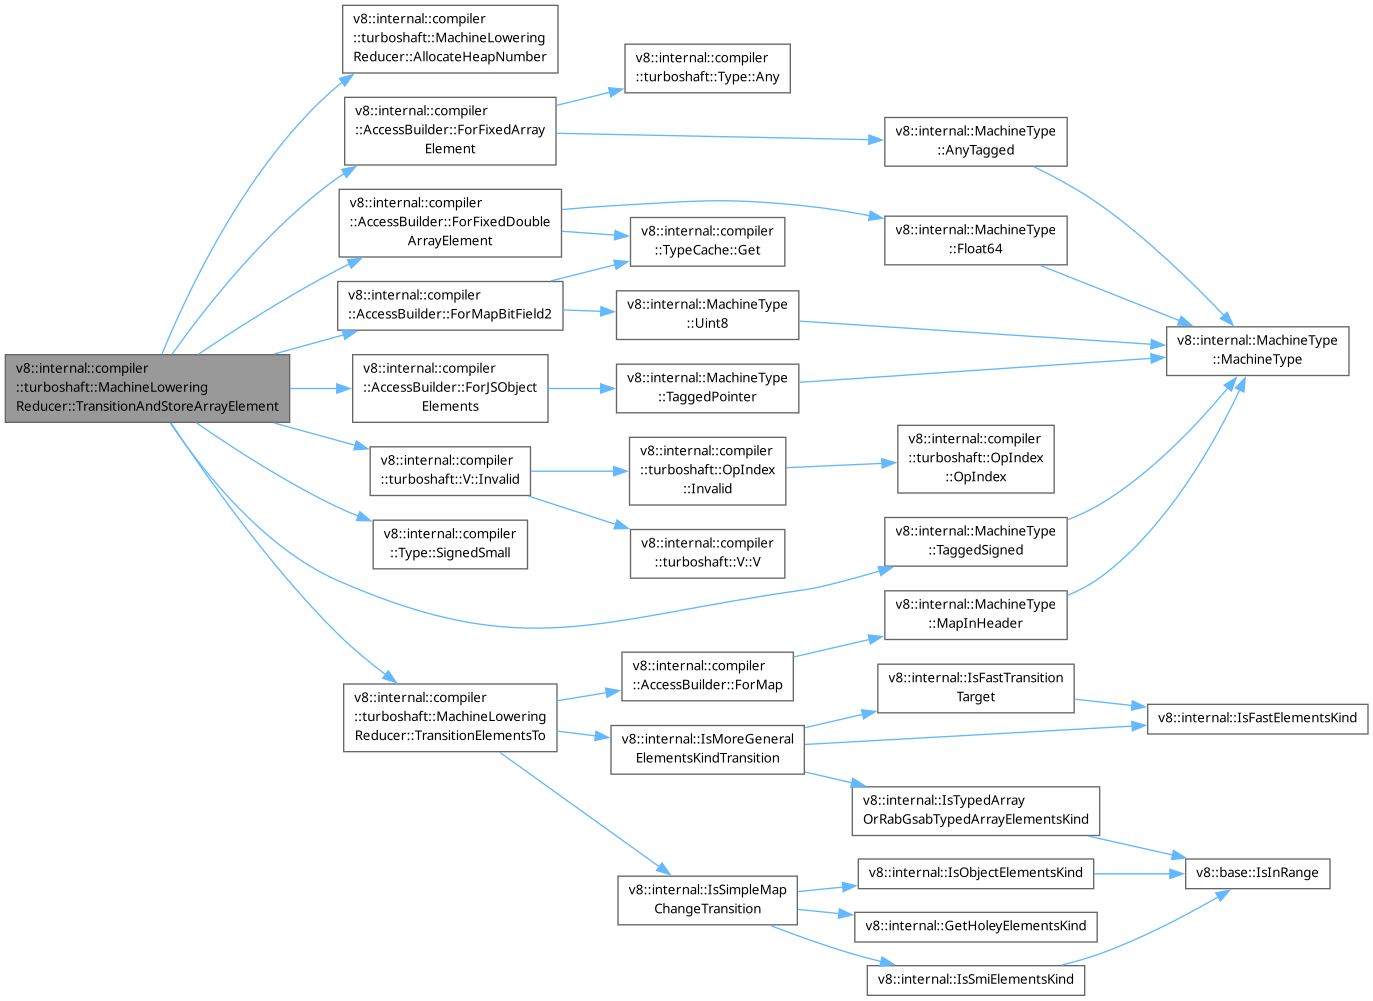 v8::internal::compiler
::turboshaft::MachineLowering
Reducer::TransitionAndStoreArrayElement
v8::internal::compiler
::turboshaft::MachineLowering
Reducer::AllocateHeapNumber
v8::internal::compiler
::AccessBuilder::ForFixedArray
Element
v8::internal::compiler
::turboshaft::Type::Any
v8::internal::MachineType
::AnyTagged
v8::internal::compiler
::AccessBuilder::ForFixedDouble
ArrayElement
v8::internal::compiler
::TypeCache::Get
v8::internal::MachineType
::Float64
v8::internal::compiler
::AccessBuilder::ForMapBitField2
v8::internal::MachineType
::Uint8
v8::internal::MachineType
::MachineType
v8::internal::compiler
::AccessBuilder::ForJSObject
Elements
v8::internal::MachineType
::TaggedPointer
v8::internal::compiler
::turboshaft::V::Invalid
v8::internal::compiler
::turboshaft::OpIndex
::Invalid
v8::internal::compiler
::turboshaft::OpIndex
::OpIndex
v8::internal::compiler
::Type::SignedSmall
v8::internal::compiler
::turboshaft::V::V
v8::internal::MachineType
::TaggedSigned
v8::internal::MachineType
::MapInHeader
v8::internal::compiler
::turboshaft::MachineLowering
Reducer::TransitionElementsTo
v8::internal::compiler
::AccessBuilder::ForMap
v8::internal::IsMoreGeneral
ElementsKindTransition
v8::internal::IsFastTransition
Target
v8::internal::IsFastElementsKind
v8::internal::IsTypedArray
OrRabGsabTypedArrayElementsKind
v8::internal::IsSimpleMap
ChangeTransition
v8::internal::IsObjectElementsKind
v8::base::IsInRange
v8::internal::GetHoleyElementsKind
v8::internal::IsSmiElementsKind